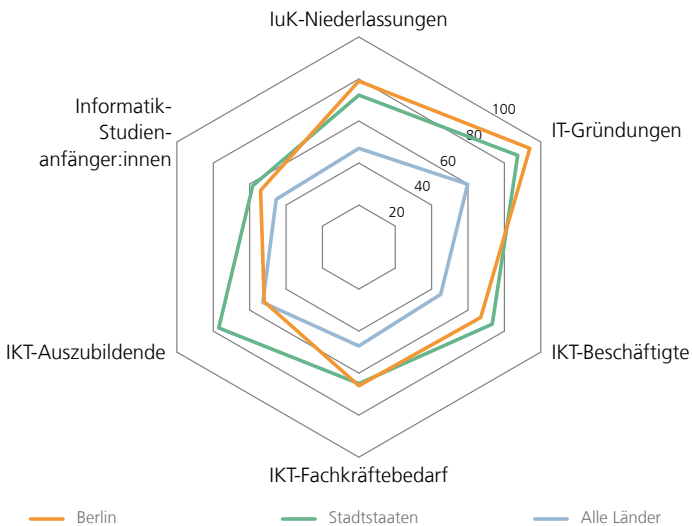 IuK-Niederlassungen
100
Informatik-
Studien-
anfänger:innen
IT-Gründungen
80
60
40
20
IKT-Auszubildende
IKT-Beschäftigte
IKT-Fachkräftebedarf
Berlin
Stadtstaaten
Alle Länder